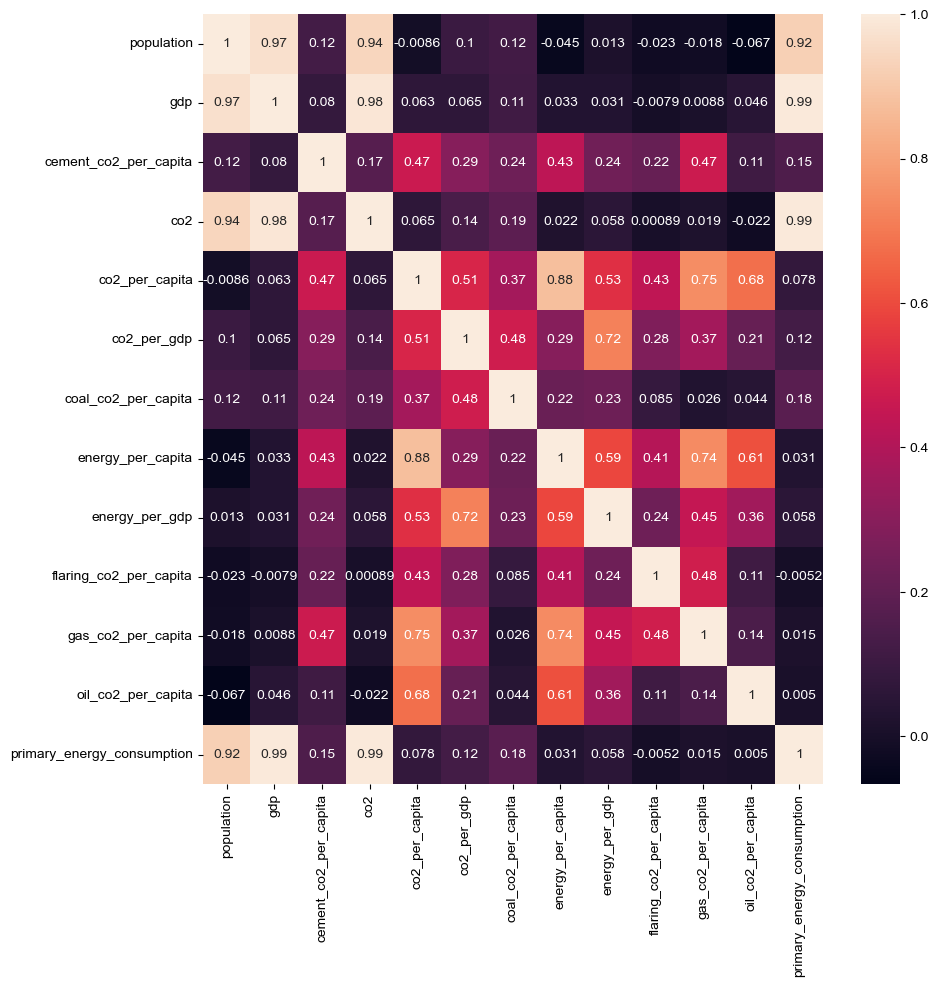 population 1 0.97 0.12 0.94 -0.0086 0.1 0.12 -0.045 0.013 -0.023 -0.018 -0.067 0.92
gdp 0.97 1 0.08 0.98 0.063 0.065 0.11 0.033 0.031 -0.0079 0.0088 0.046 0.99
cement_co2_per_capita 0.12 0.08 1 0.17 0.47 0.29 0.24 0.43 0.24 0.22 0.47 0.11 0.15
co2 0.94 0.98 0.17 1 0.065 0.14 0.19 0.022 0.058 0.00089 0.019 -0.022 0.99
co2_per_capita -0.0086 0.063 0.47 0.065 1 0.51 0.37 0.88 0.53 0.43 0.75 0.68 0.078
co2_per_gdp 0.1 0.065 0.29 0.14 0.51 1 0.48 0.29 0.72 0.28 0.37 0.21 0.12
coal_co2_per_capita 0.12 0.11 0.24 0.19 0.37 0.48 1 0.22 0.23 0.085 0.026 0.044 0.18
energy_per_capita -0.045 0.033 0.43 0.022 0.88 0.29 0.22 1 0.59 0.41 0.74 0.61 0.031
energy_per_gdp 0.013 0.031 0.24 0.058 0.53 0.72 0.23 0.59 1 0.24 0.45 0.36 0.058
flaring_co2_per_capita -0.023 -0.0079 0.22 0.00089 0.43 0.28 0.085 0.41 0.24 1 0.48 0.11 -0.0052
gas_co2_per_capita -0.018 0.0088 0.47 0.019 0.75 0.37 0.026 0.74 0.45 0.48 1 0.14 0.015
oil_co2_per_capita -0.067 0.046 0.11 -0.022 0.68 0.21 0.044 0.61 0.36 0.11 0.14 1 0.005
primary_energy_consumption 0.92 0.99 0.15 0.99 0.078 0.12 0.18 0.031 0.058 -0.0052 0.015 0.005 1
population
gdp
cement_co2_per_capita
co2
co2_per_capita
co2_per_gdp
coal_co2_per_capita
energy_per_capita
energy_per_gdp
flaring_co2_per_capita
gas_co2_per_capita
oil_co2_per_capita
primary_energy_consumption
1.0
0.8
0.6
0.4
0.2
0.0